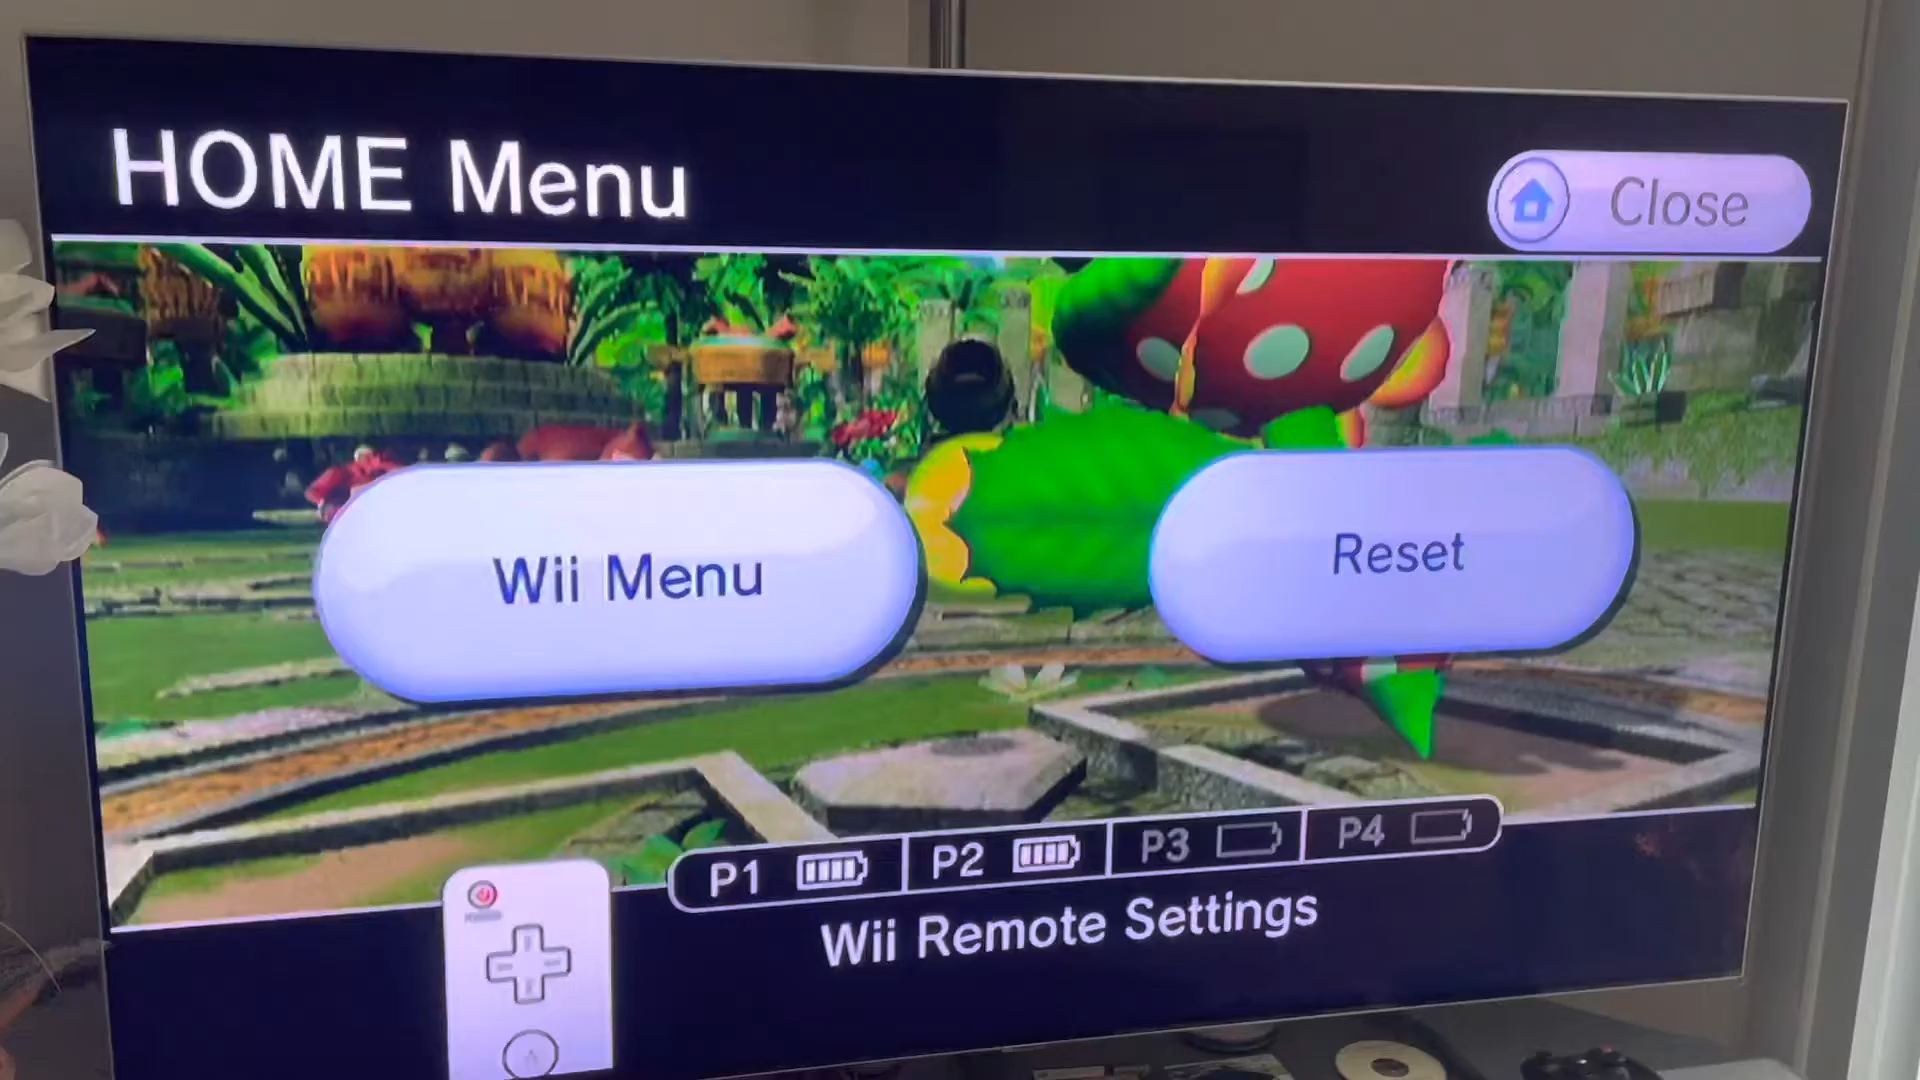 HOME Menu
Close
Wii Menu
Reset
P1
P2
P3
P4
Wii Remote Settings